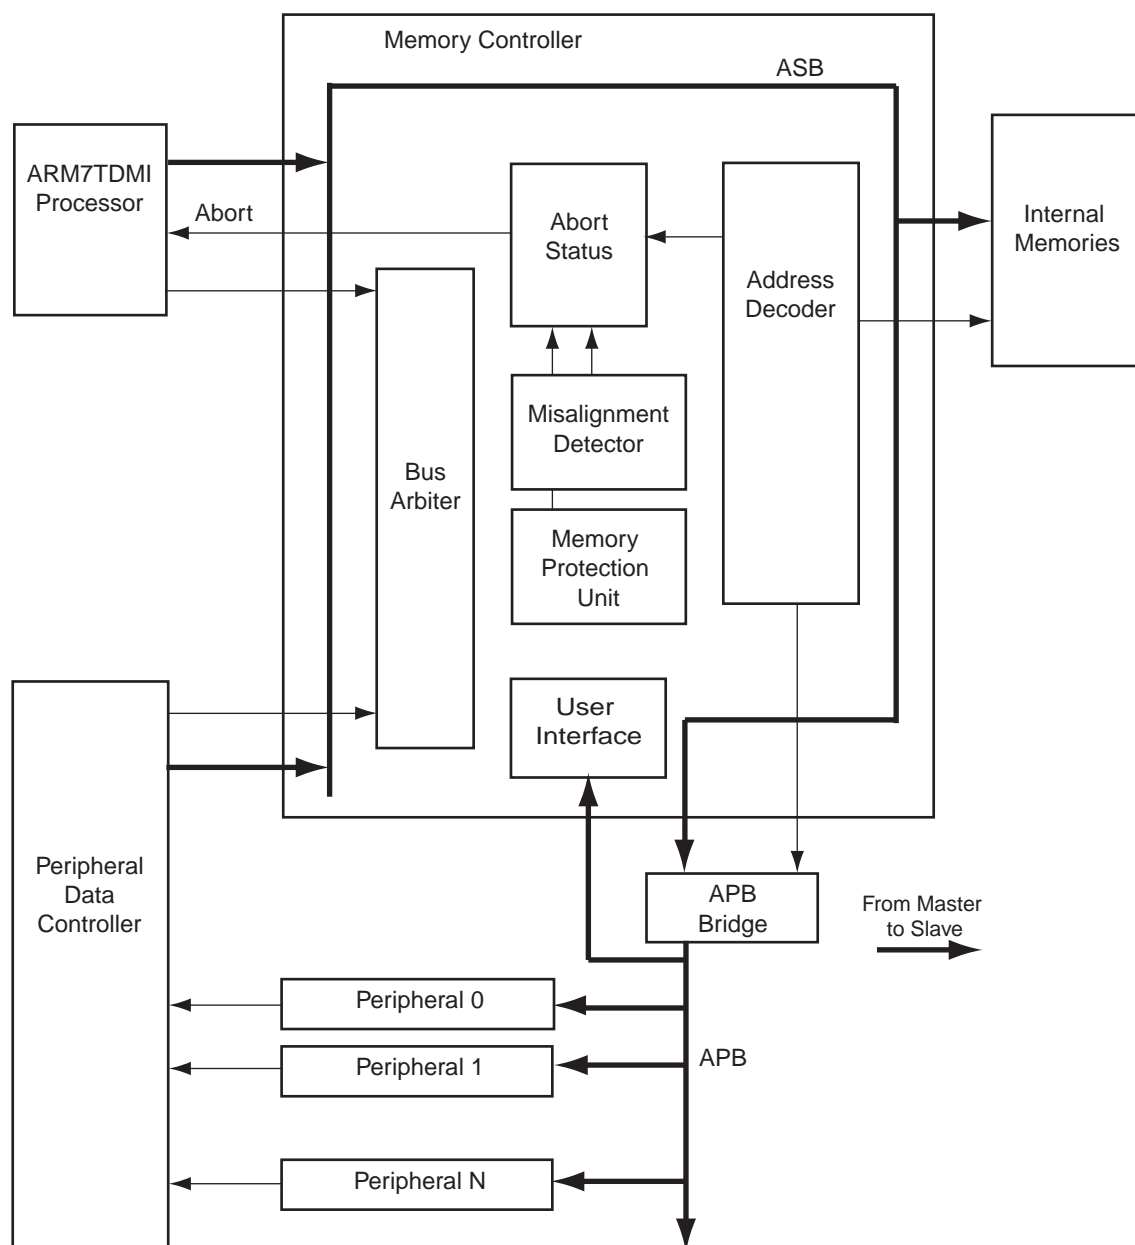 Memory Controller
ASB
ARM7TDMI
Processor
Abort
Abort
Status
Address
Decoder
Internal
Memories
Misalignment
Detector
Bus
Arbiter
Memory
Protection
Unit
User
Interface
Peripheral
Data
Controller
APB
Bridge
From Master
to Slave
Peripheral 0
Peripheral 1
APB
Peripheral N